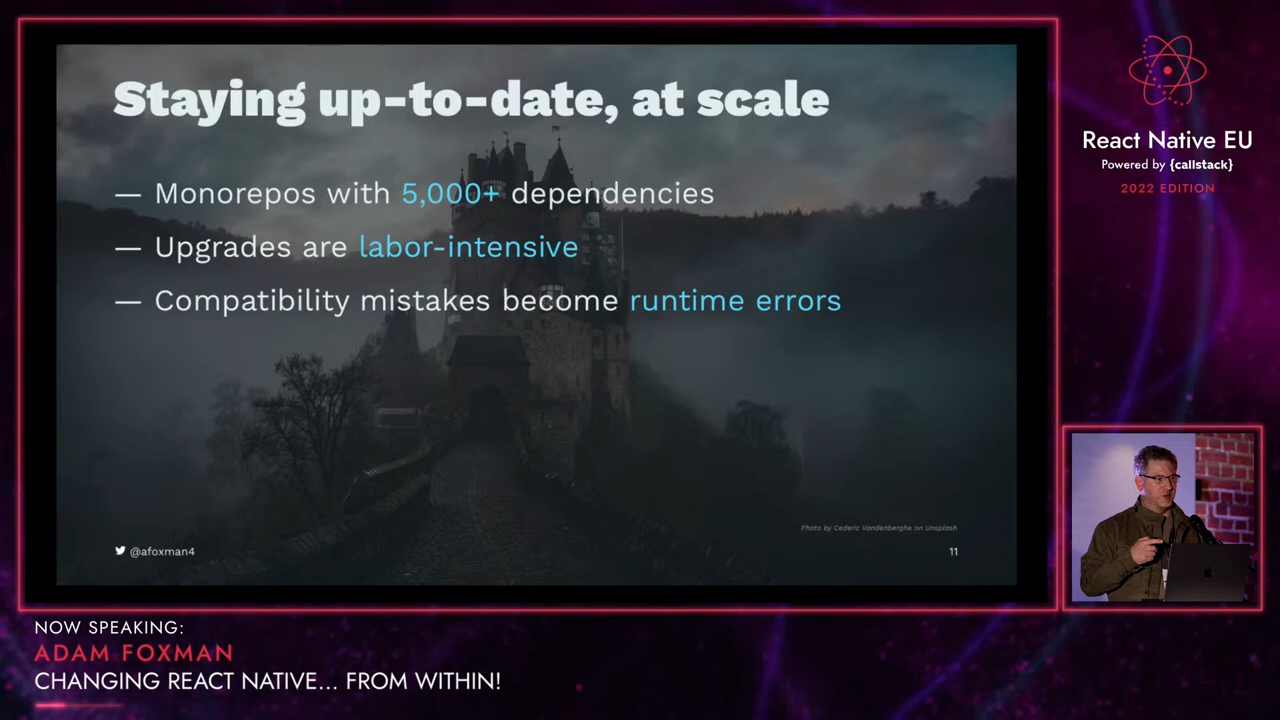 Staying up-to-date, at scale
— Monorepos with 5,000+ dependencies
— Upgrades are labor-intensive
— Compatibility mistakes become runtime errors
Photo by Cederic Vandenberghe on Unsplash
@afoxman4
11
React Native EU
Powered by {callstack}
2022 EDITION
NOW SPEAKING:
ADAM FOXMAN
CHANGING REACT NATIVE... FROM WITHIN!